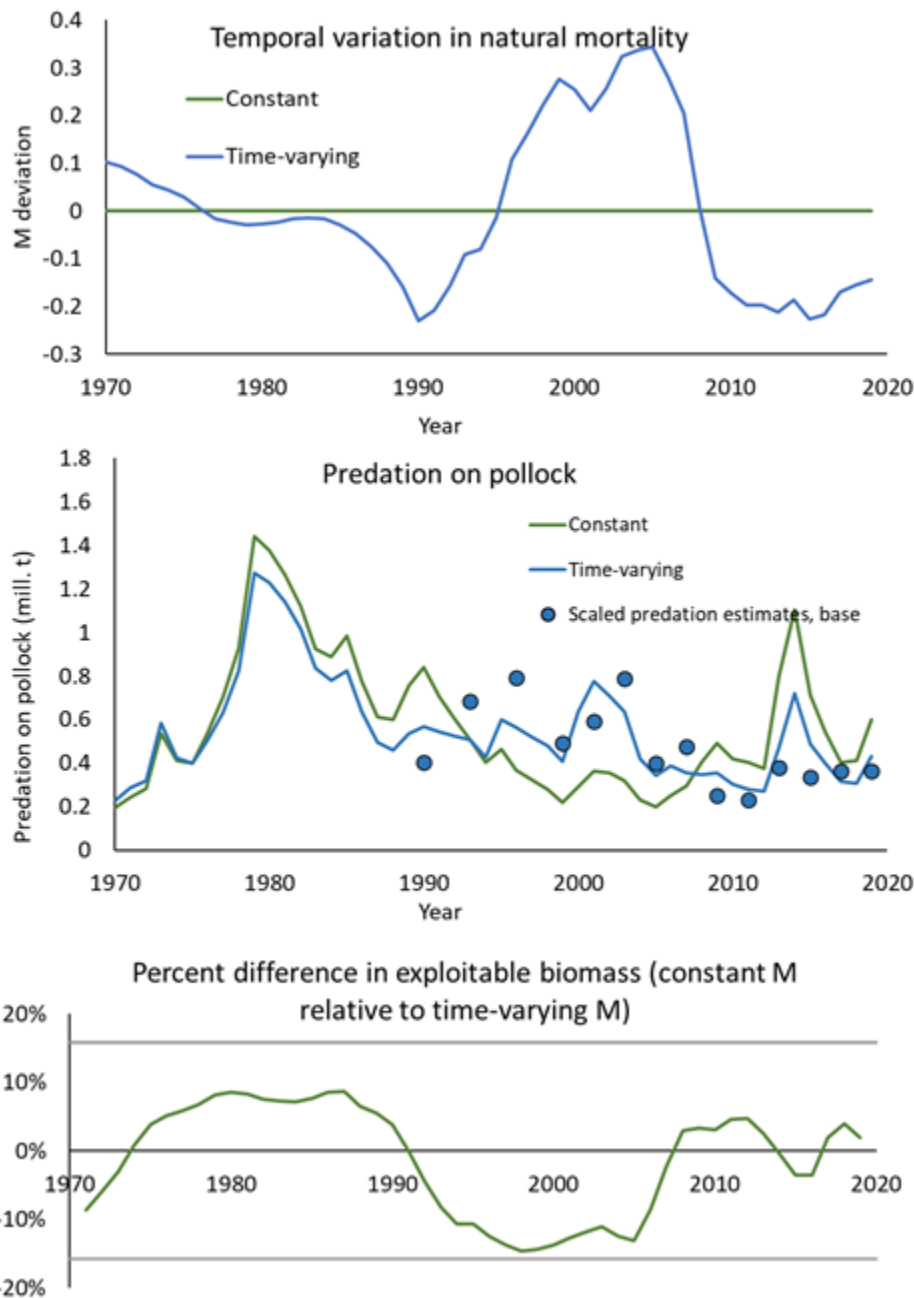 Temporal variation in natural mortality
0.4
0.3
0.2
0.1
0
-0.1
-0.2
-0.3
M deviation
Constant
Time-varying
1970 1980 1990 2000 2010 2020
Year
Predation on pollock
1.8
1.6
1.4
1.2
1
0.8
0.6
0.4
0.2
0
Predation on pollock (mill. t)
Constant
Time-varying
Scaled predation estimates, base
1970 1980 1990 2000 2010 2020
Year
Percent difference in exploitable biomass (constant M
relative to time-varying M)
20%
10%
0%
1970 1980 1990 2000 2010 2020
-10%
-20%